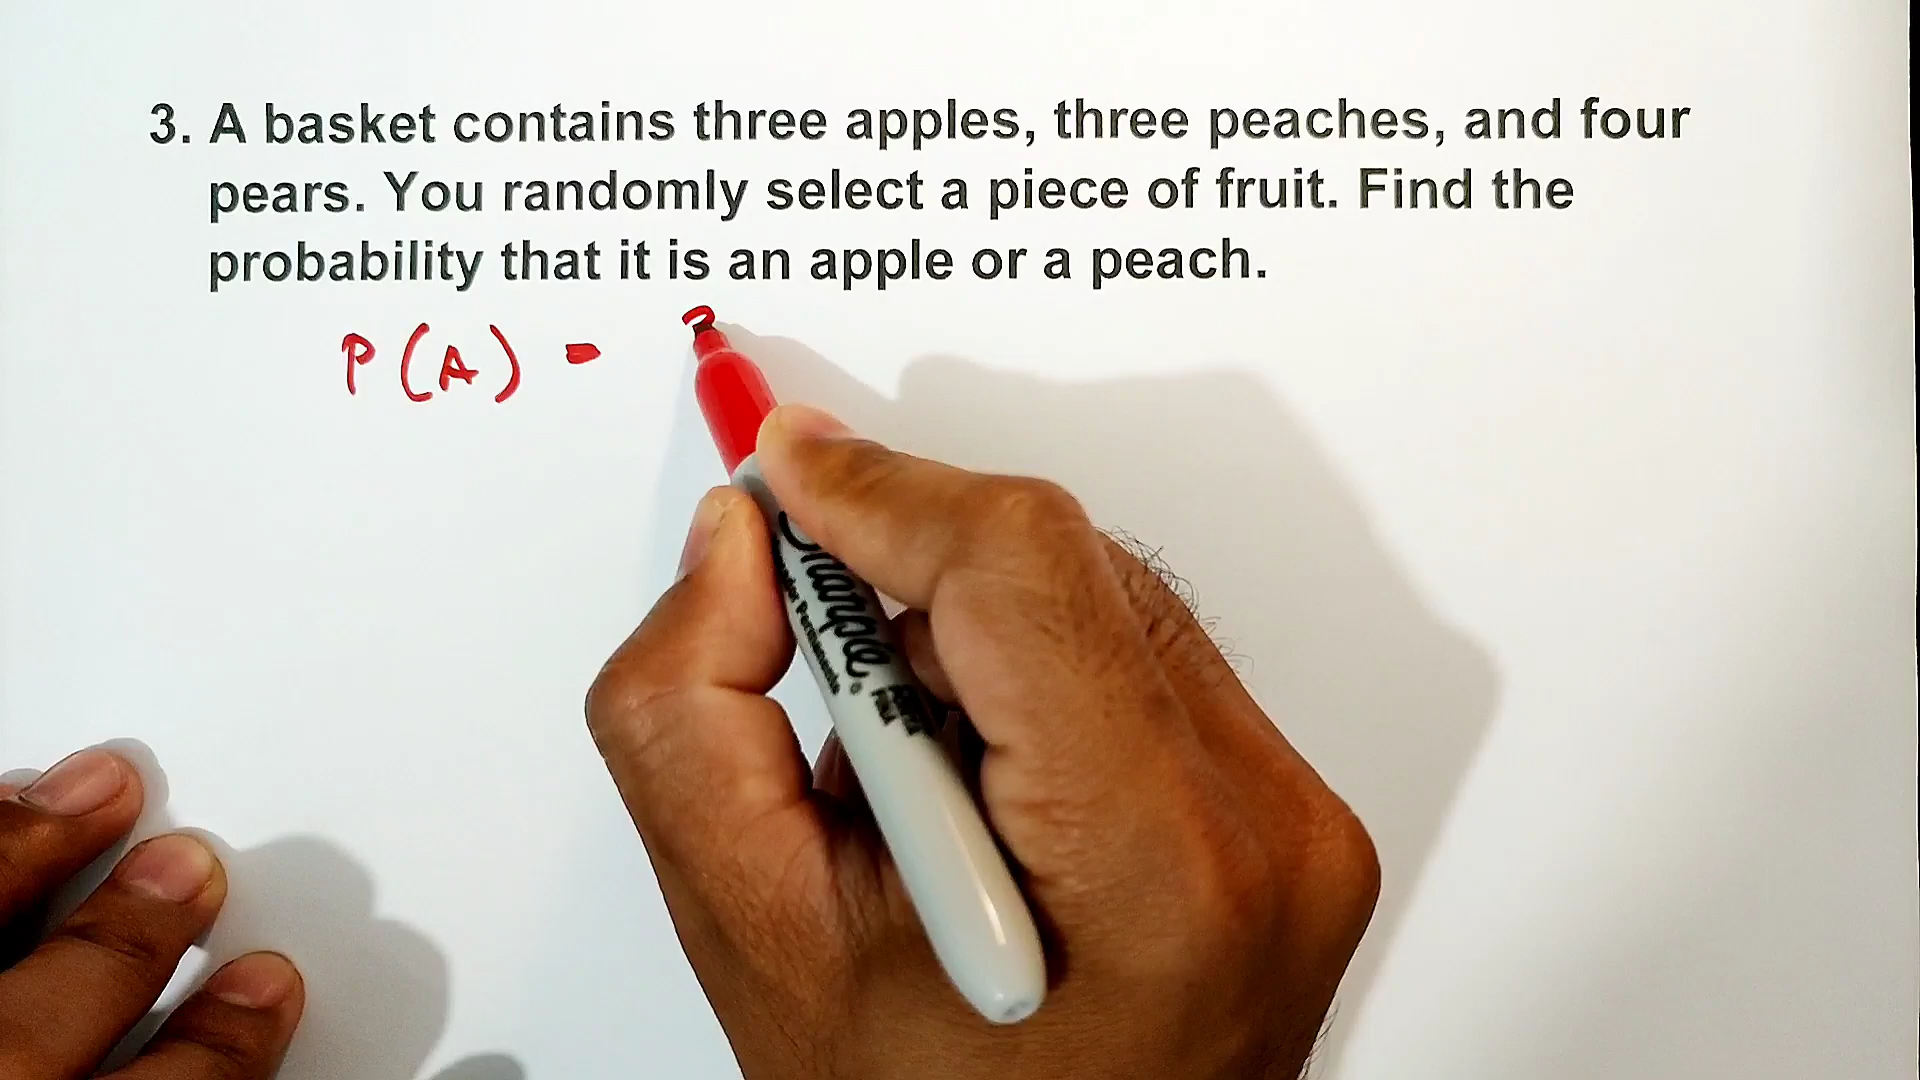 3. A basket contains three apples, three peaches, and four
pears. You randomly select a piece of fruit. Find the
probability that it is an apple or a peach.
P(A) =
Sharpie